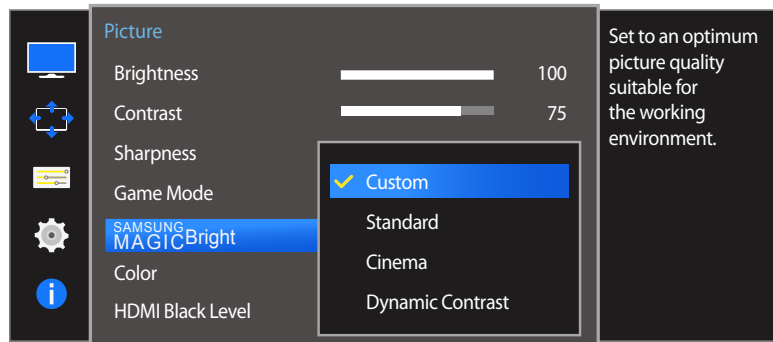 Picture
Brightness 100
Contrast 75
Sharpness
Game Mode
SAMSUNG
MAGICBright
Color
HDMI Black Level
Custom
Standard
Cinema
Dynamic Contrast
Set to an optimum
picture quality
suitable for
the working
environment.